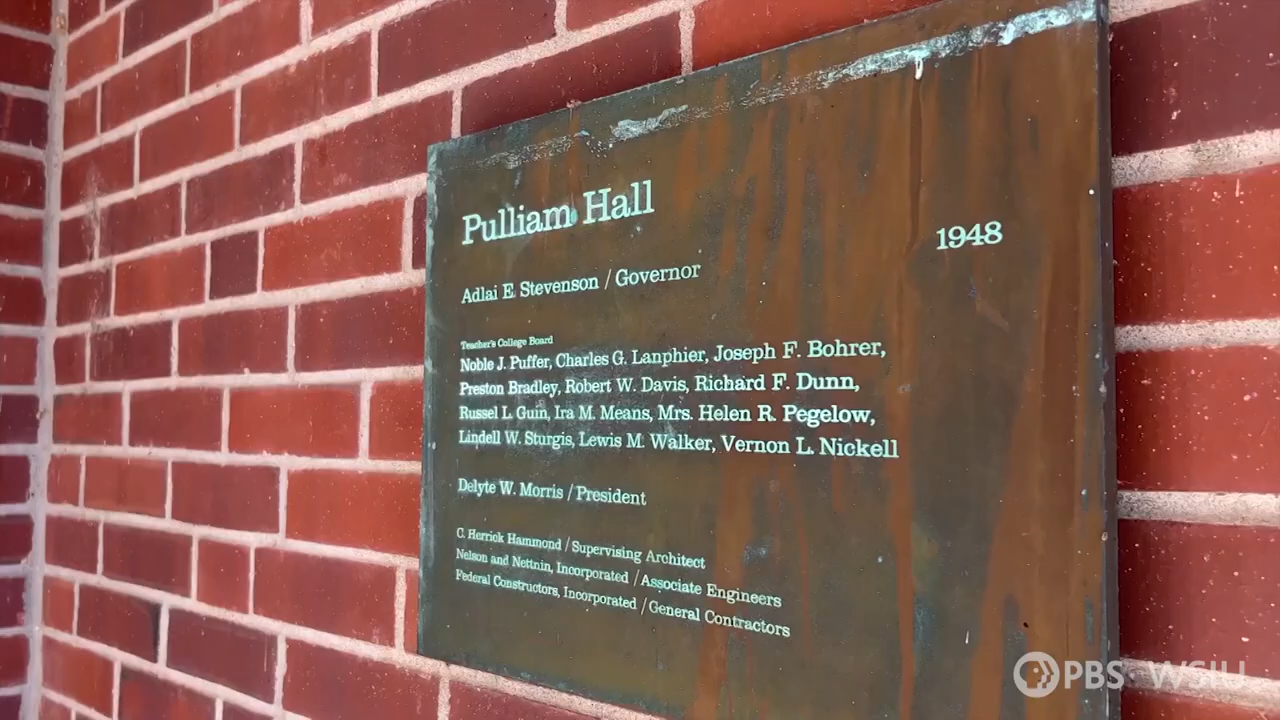 Pulliam Hall
1948
Adlai E. Stevenson / Governor
Teacher's College Board
Noble J. Puffer, Charles G. Lanphier, Joseph F. Bohrer,
Preston Bradley, Robert W. Davis, Richard F. Dunn,
Russel L. Guin, Ira M. Means, Mrs. Helen R. Pegelow,
Lindell W. Sturgis, Lewis M. Walker, Vernon L. Nickell
Delyte W. Morris / President
C. Herrick Hammond / Supervising Architect
Nelson and Nettnin, Incorporated / Associate Engineers
Federal Constructors, Incorporated / General Contractors
PBS · WSIU